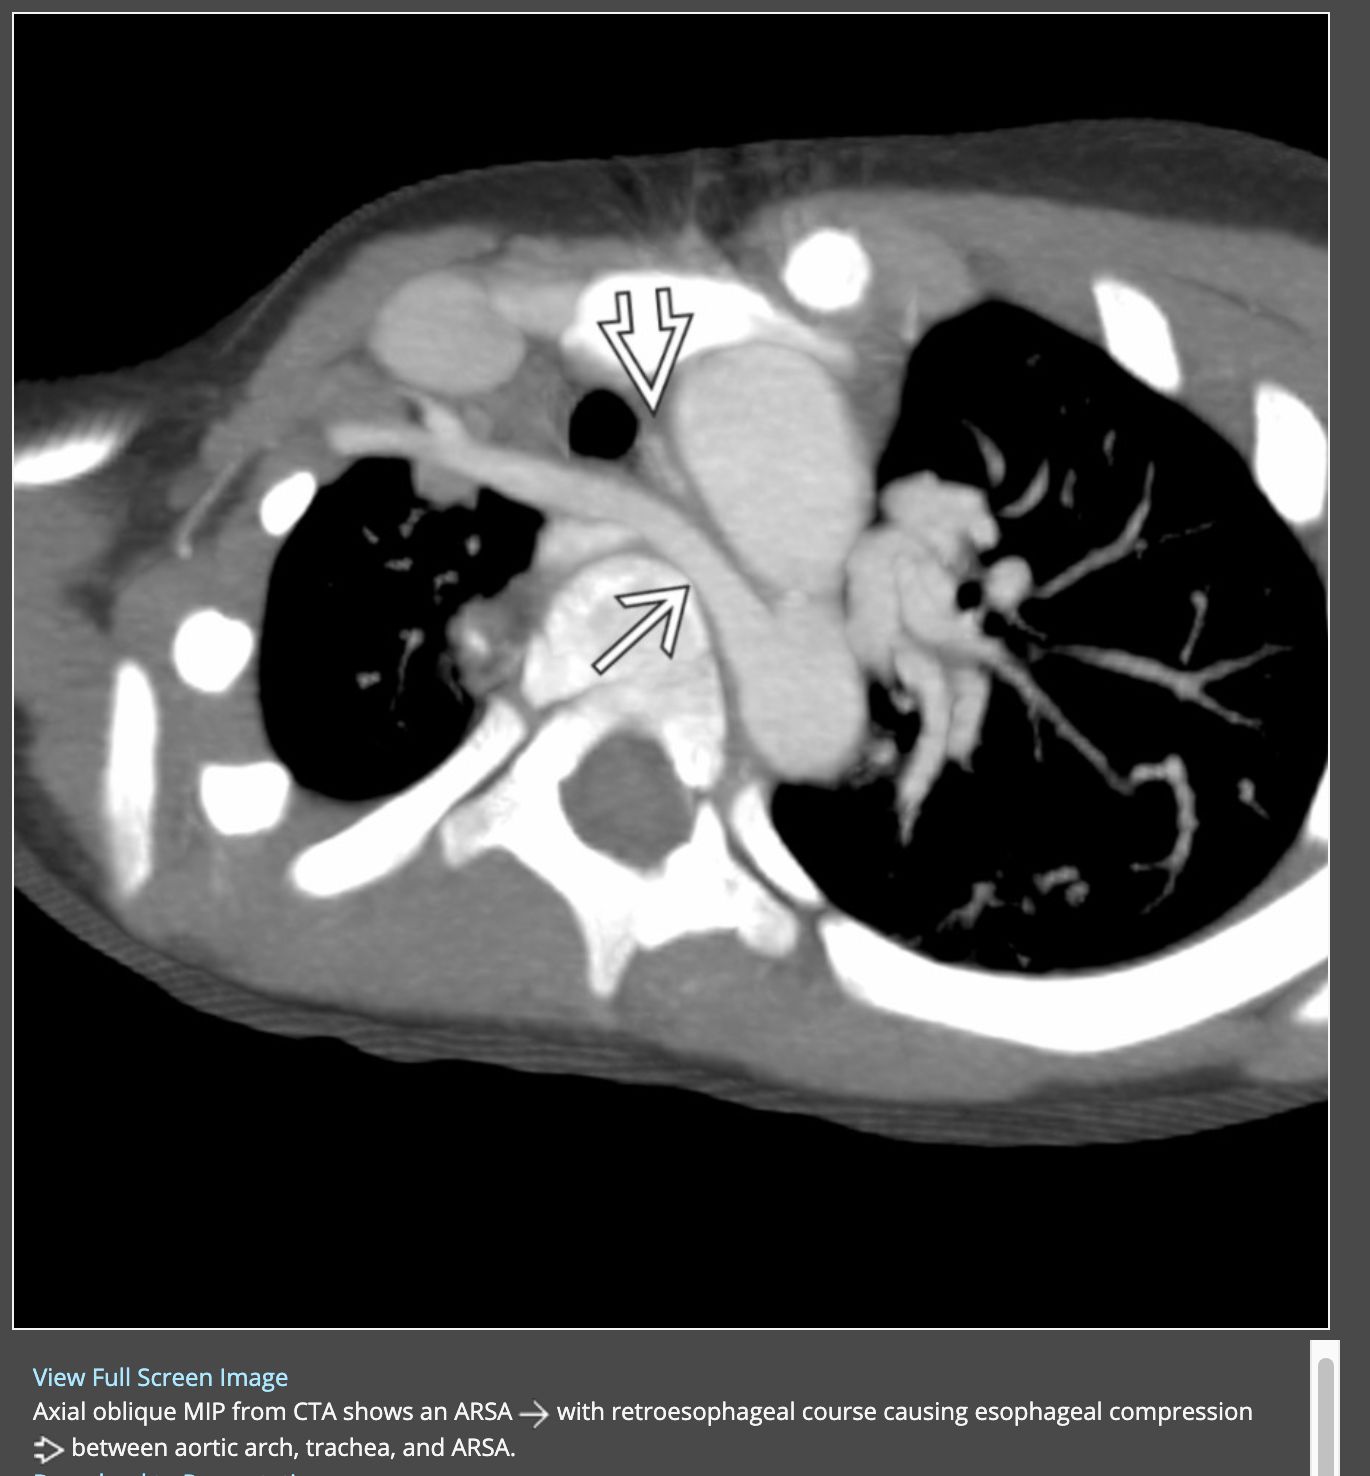 View Full Screen Image
Axial oblique MIP from CTA shows an ARSA → with retroesophageal course causing esophageal compression
⇨ between aortic arch, trachea, and ARSA.